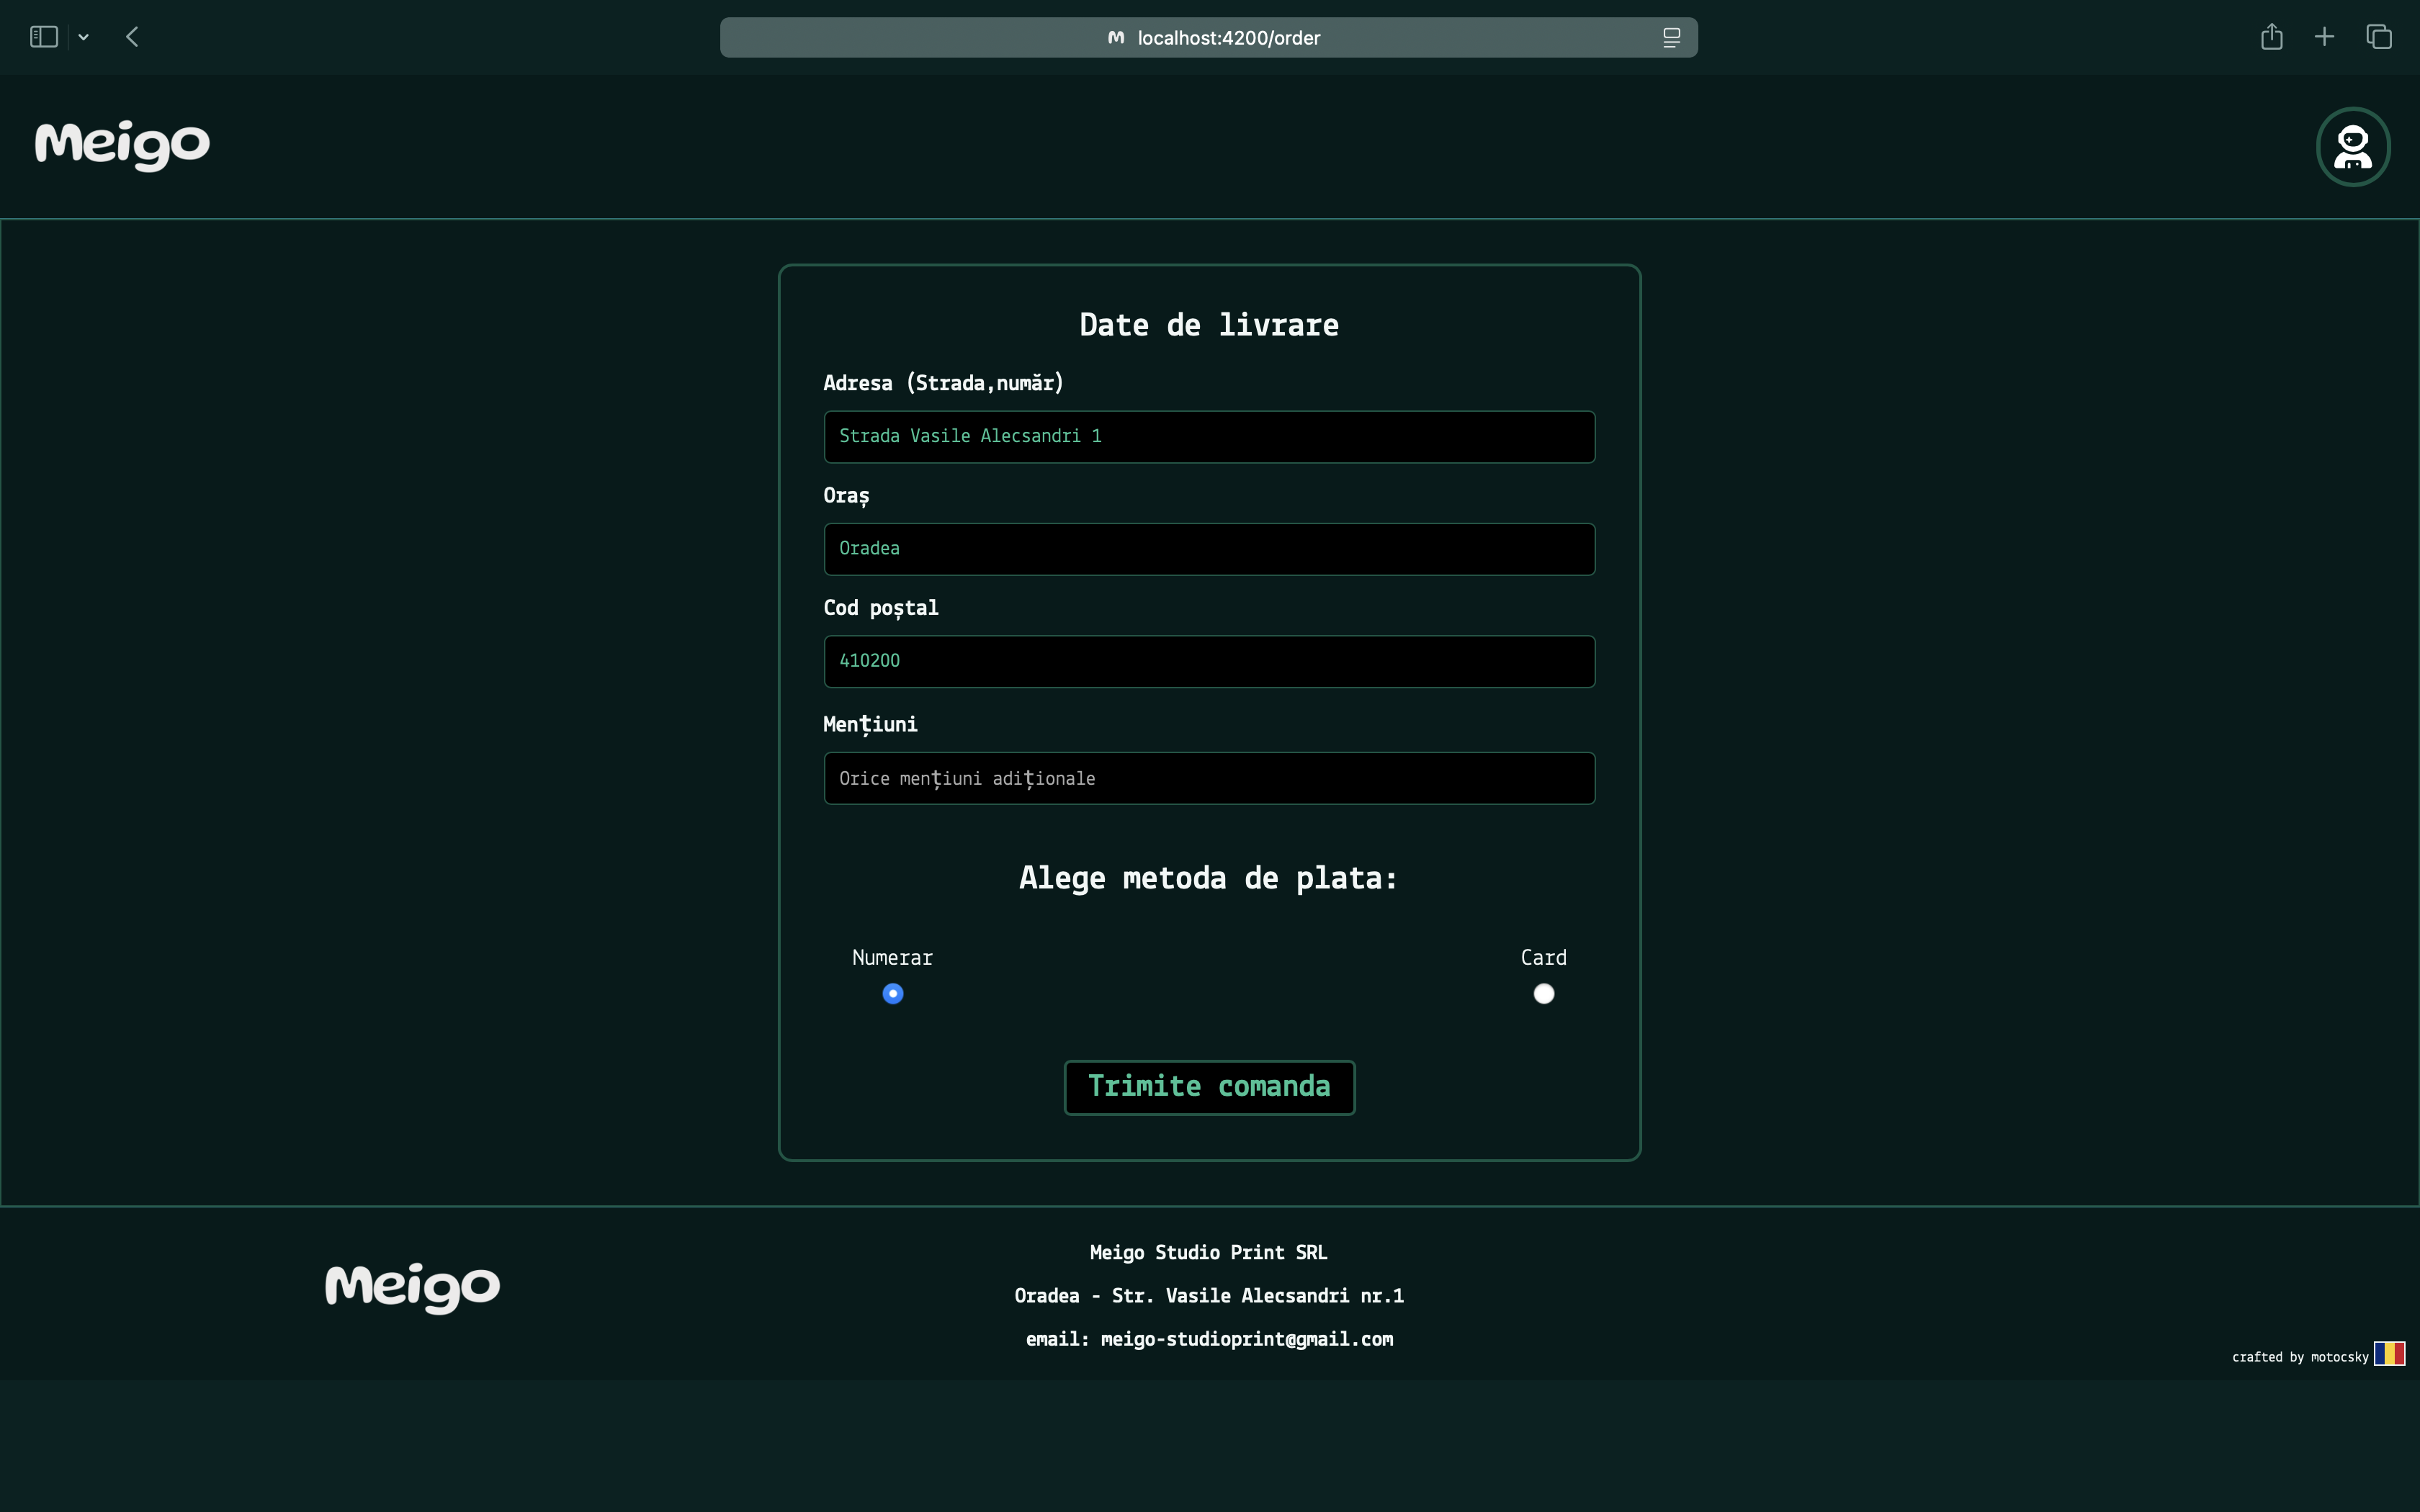 localhost:4200/order
Meigo
Date de livrare
Adresa (Strada,număr)
Strada Vasile Alecsandri 1
Oraș
Oradea
Cod poștal
410200
Mențiuni
Orice mențiuni adiționale
Alege metoda de plata:
Numerar Card
Trimite comanda
Meigo
Meigo Studio Print SRL
Oradea - Str. Vasile Alecsandri nr.1
email: meigo-studioprint@gmail.com
crafted by motocsky